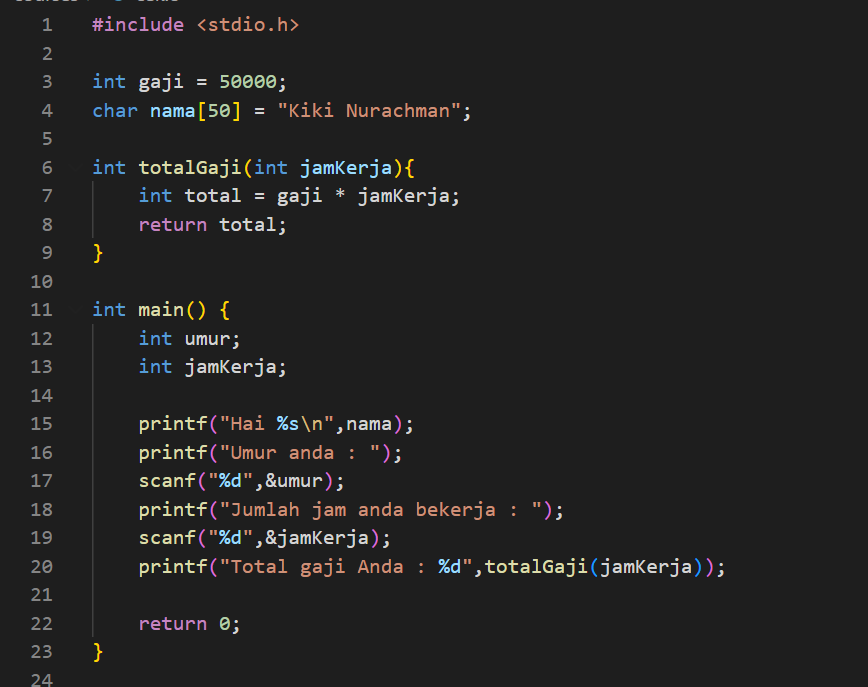 1 #include <stdio.h>
2
3 int gaji = 50000;
4 char nama[50] = "Kiki Nurachman";
5
6 int totalGaji(int jamKerja){
7     int total = gaji * jamKerja;
8     return total;
9 }
10
11 int main() {
12     int umur;
13     int jamKerja;
14
15     printf("Hai %s\n",nama);
16     printf("Umur anda : ");
17     scanf("%d",&umur);
18     printf("Jumlah jam anda bekerja : ");
19     scanf("%d",&jamKerja);
20     printf("Total gaji Anda : %d",totalGaji(jamKerja));
21
22     return 0;
23 }
24